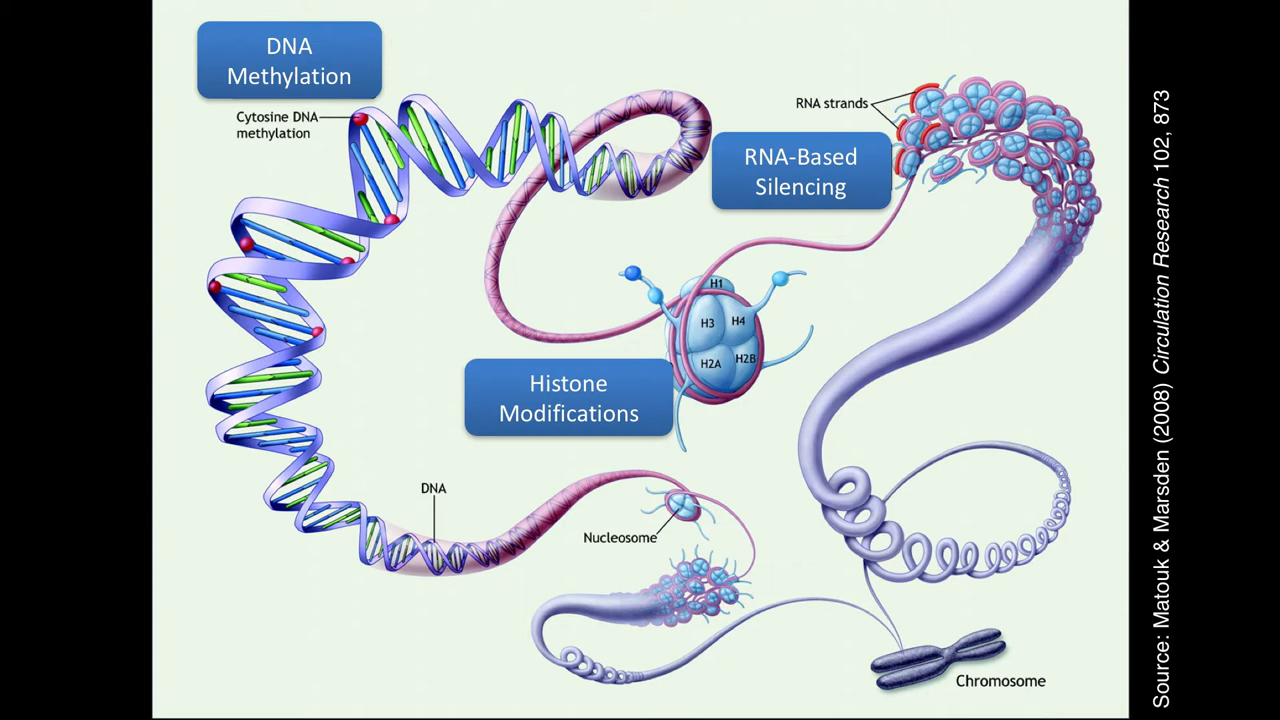 DNA
Methylation
Cytosine DNA
methylation
RNA strands
RNA-Based
Silencing
H1
H3
H4
H2A
H2B
Histone
Modifications
DNA
Nucleosome
Chromosome
Source: Matouk & Marsden (2008) Circulation Research 102, 873